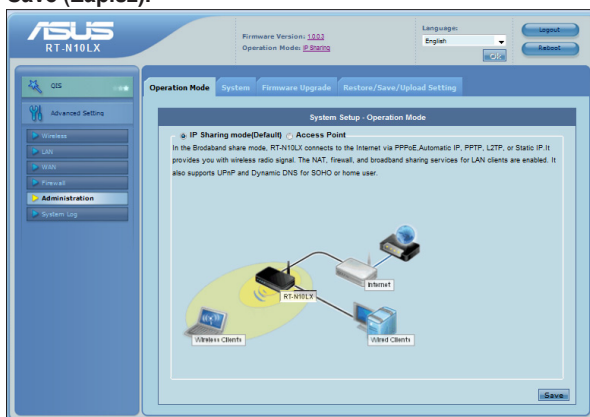 Save (Zapisz).
ASUS
RT-N10LX
Firmware Version: 1.0.0.2
Operation Mode: IP Sharing
Language:
English
OK
Logout
Reboot
QIS
Advanced Setting
Wireless
LAN
WAN
Firewall
Administration
System Log
Operation Mode
System
Firmware Upgrade
Restore/Save/Upload Setting
System Setup - Operation Mode
IP Sharing mode(Default) Access Point
In the Brodaband share mode, RT-N10LX connects to the Internet via PPPoE,Automatic IP, PPTP, L2TP, or Static IP.It
provides you with wireless radio signal. The NAT, firewall, and broadband sharing services for LAN clients are enabled. It
also supports UPnP and Dynamic DNS for SOHO or home user.
Internet
RT-N10LX
Wireless Clients
Wired Clients
Save